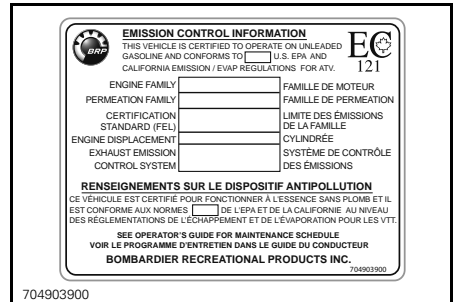 EMISSION CONTROL INFORMATION
THIS VEHICLE IS CERTIFIED TO OPERATE ON UNLEADED
GASOLINE AND CONFORMS TO U.S. EPA AND
CALIFORNIA EMISSION / EVAP REGULATIONS FOR ATV.
BRP
EC
121
ENGINE FAMILY FAMILLE DE MOTEUR
PERMEATION FAMILY FAMILLE DE PERMEATION
CERTIFICATION LIMITE DES ÉMISSIONS
STANDARD (FEL) DE LA FAMILLE
ENGINE DISPLACEMENT CYLINDRÉE
EXHAUST EMISSION SYSTÈME DE CONTRÔLE
CONTROL SYSTEM DES ÉMISSIONS
RENSEIGNEMENTS SUR LE DISPOSITIF ANTIPOLLUTION
CE VÉHICULE EST CERTIFIÉ POUR FONCTIONNER À L'ESSENCE SANS PLOMB ET IL
EST CONFORME AUX NORMES DE L'EPA ET DE LA CALIFORNIE AU NIVEAU
DES RÉGLEMENTATIONS DE L'ÉCHAPPEMENT ET DE L'ÉVAPORATION POUR LES VTT.
SEE OPERATOR'S GUIDE FOR MAINTENANCE SCHEDULE
VOIR LE PROGRAMME D'ENTRETIEN DANS LE GUIDE DU CONDUCTEUR
BOMBARDIER RECREATIONAL PRODUCTS INC.
704903900
704903900